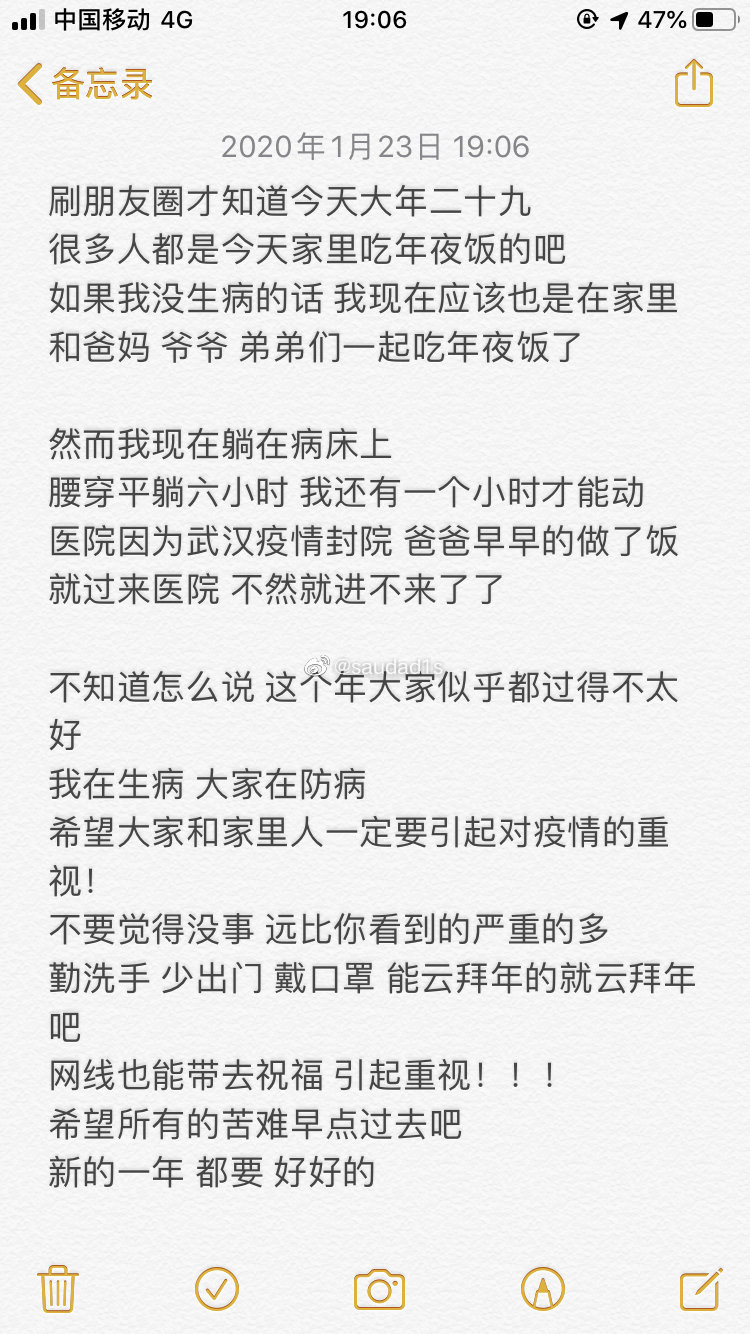 中国移动 4G 19:06 47%
备忘录
2020年1月23日 19:06
刷朋友圈才知道今天大年二十九
很多人都是今天家里吃年夜饭的吧
如果我没生病的话 我现在应该也是在家里
和爸妈 爷爷 弟弟们一起吃年夜饭了
然而我现在躺在病床上
腰穿平躺六小时 我还有一个小时才能动
医院因为武汉疫情封院 爸爸早早的做了饭
就过来医院 不然就进不来了了
@saudad1s
不知道怎么说 这个年大家似乎都过得不太
好
我在生病 大家在防病
希望大家和家里人一定要引起对疫情的重
视！
不要觉得没事 远比你看到的严重的多
勤洗手 少出门 戴口罩 能云拜年的就云拜年
吧
网线也能带去祝福 引起重视！！！
希望所有的苦难早点过去吧
新的一年 都要 好好的